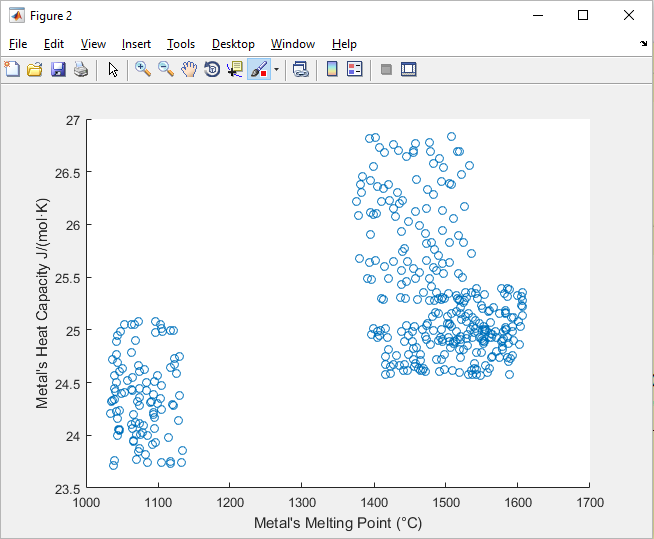 Figure 2
File Edit View Insert Tools Desktop Window Help
27
26.5
26
25.5
25
24.5
24
23.5
Metal's Heat Capacity J/(mol·K)
1000 1100 1200 1300 1400 1500 1600 1700
Metal's Melting Point (°C)